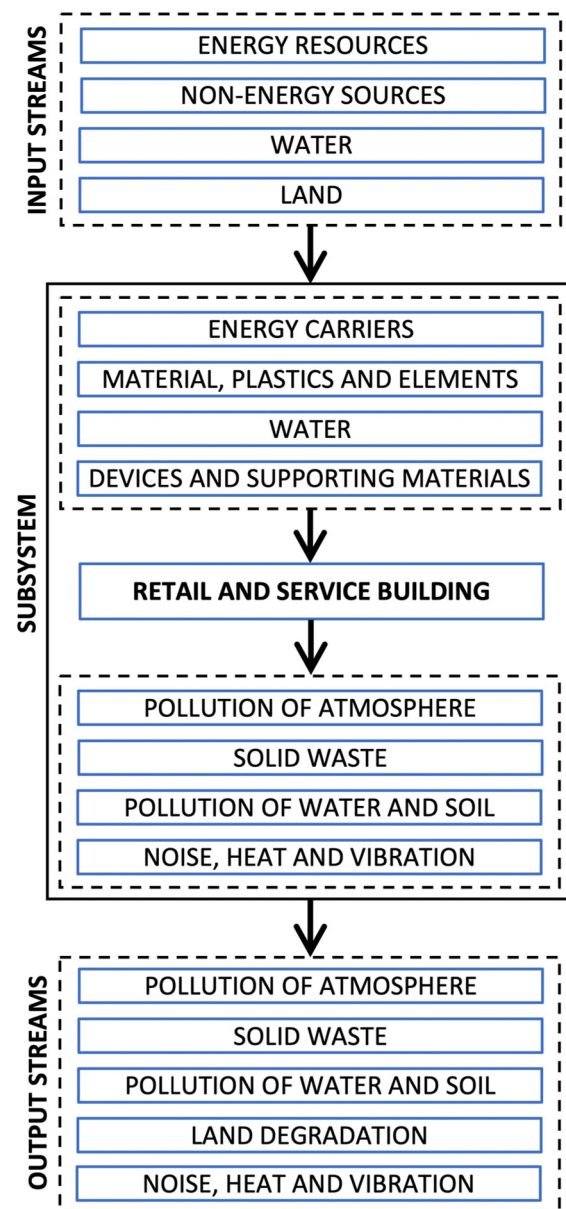 INPUT STREAMS
ENERGY RESOURCES
NON-ENERGY SOURCES
WATER
LAND
SUBSYSTEM
ENERGY CARRIERS
MATERIAL, PLASTICS AND ELEMENTS
WATER
DEVICES AND SUPPORTING MATERIALS
RETAIL AND SERVICE BUILDING
POLLUTION OF ATMOSPHERE
SOLID WASTE
POLLUTION OF WATER AND SOIL
NOISE, HEAT AND VIBRATION
OUTPUT STREAMS
POLLUTION OF ATMOSPHERE
SOLID WASTE
POLLUTION OF WATER AND SOIL
LAND DEGRADATION
NOISE, HEAT AND VIBRATION